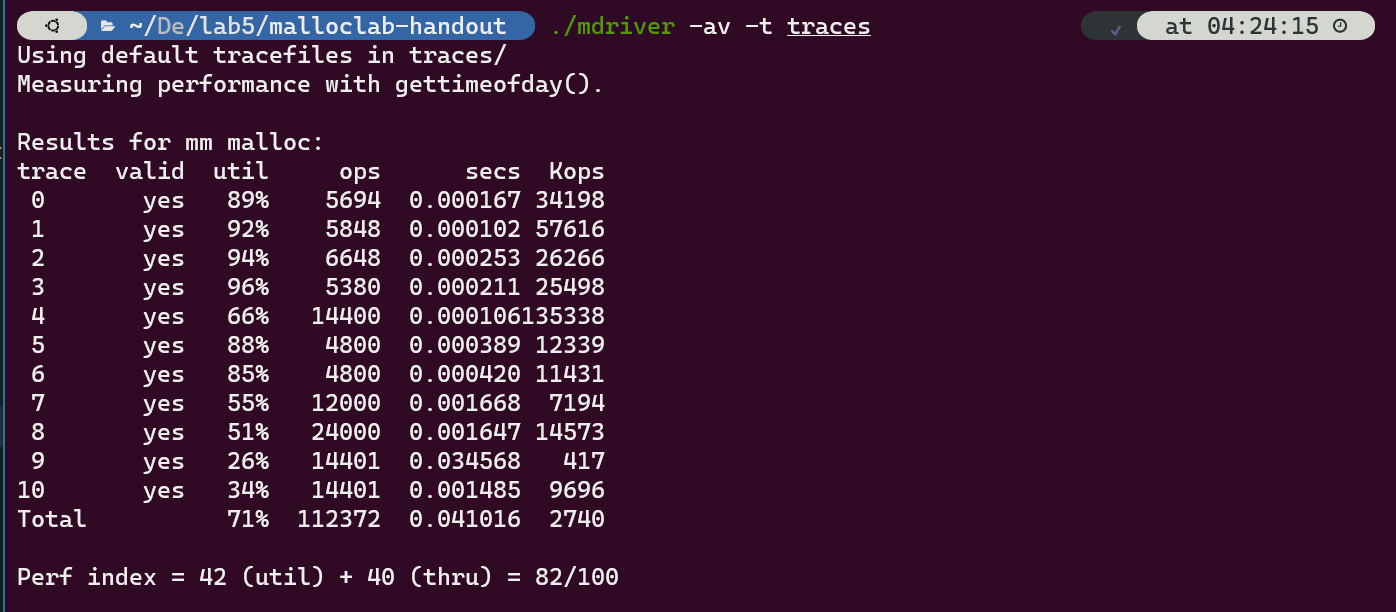 ~/De/lab5/malloclab-handout ./mdriver -av -t traces at 04:24:15
Using default tracefiles in traces/
Measuring performance with gettimeofday().
Results for mm malloc:
trace valid util ops secs Kops
0 yes 89% 5694 0.000167 34198
1 yes 92% 5848 0.000102 57616
2 yes 94% 6648 0.000253 26266
3 yes 96% 5380 0.000211 25498
4 yes 66% 14400 0.000106135338
5 yes 88% 4800 0.000389 12339
6 yes 85% 4800 0.000420 11431
7 yes 55% 12000 0.001668 7194
8 yes 51% 24000 0.001647 14573
9 yes 26% 14401 0.034568 417
10 yes 34% 14401 0.001485 9696
Total 71% 112372 0.041016 2740
Perf index = 42 (util) + 40 (thru) = 82/100